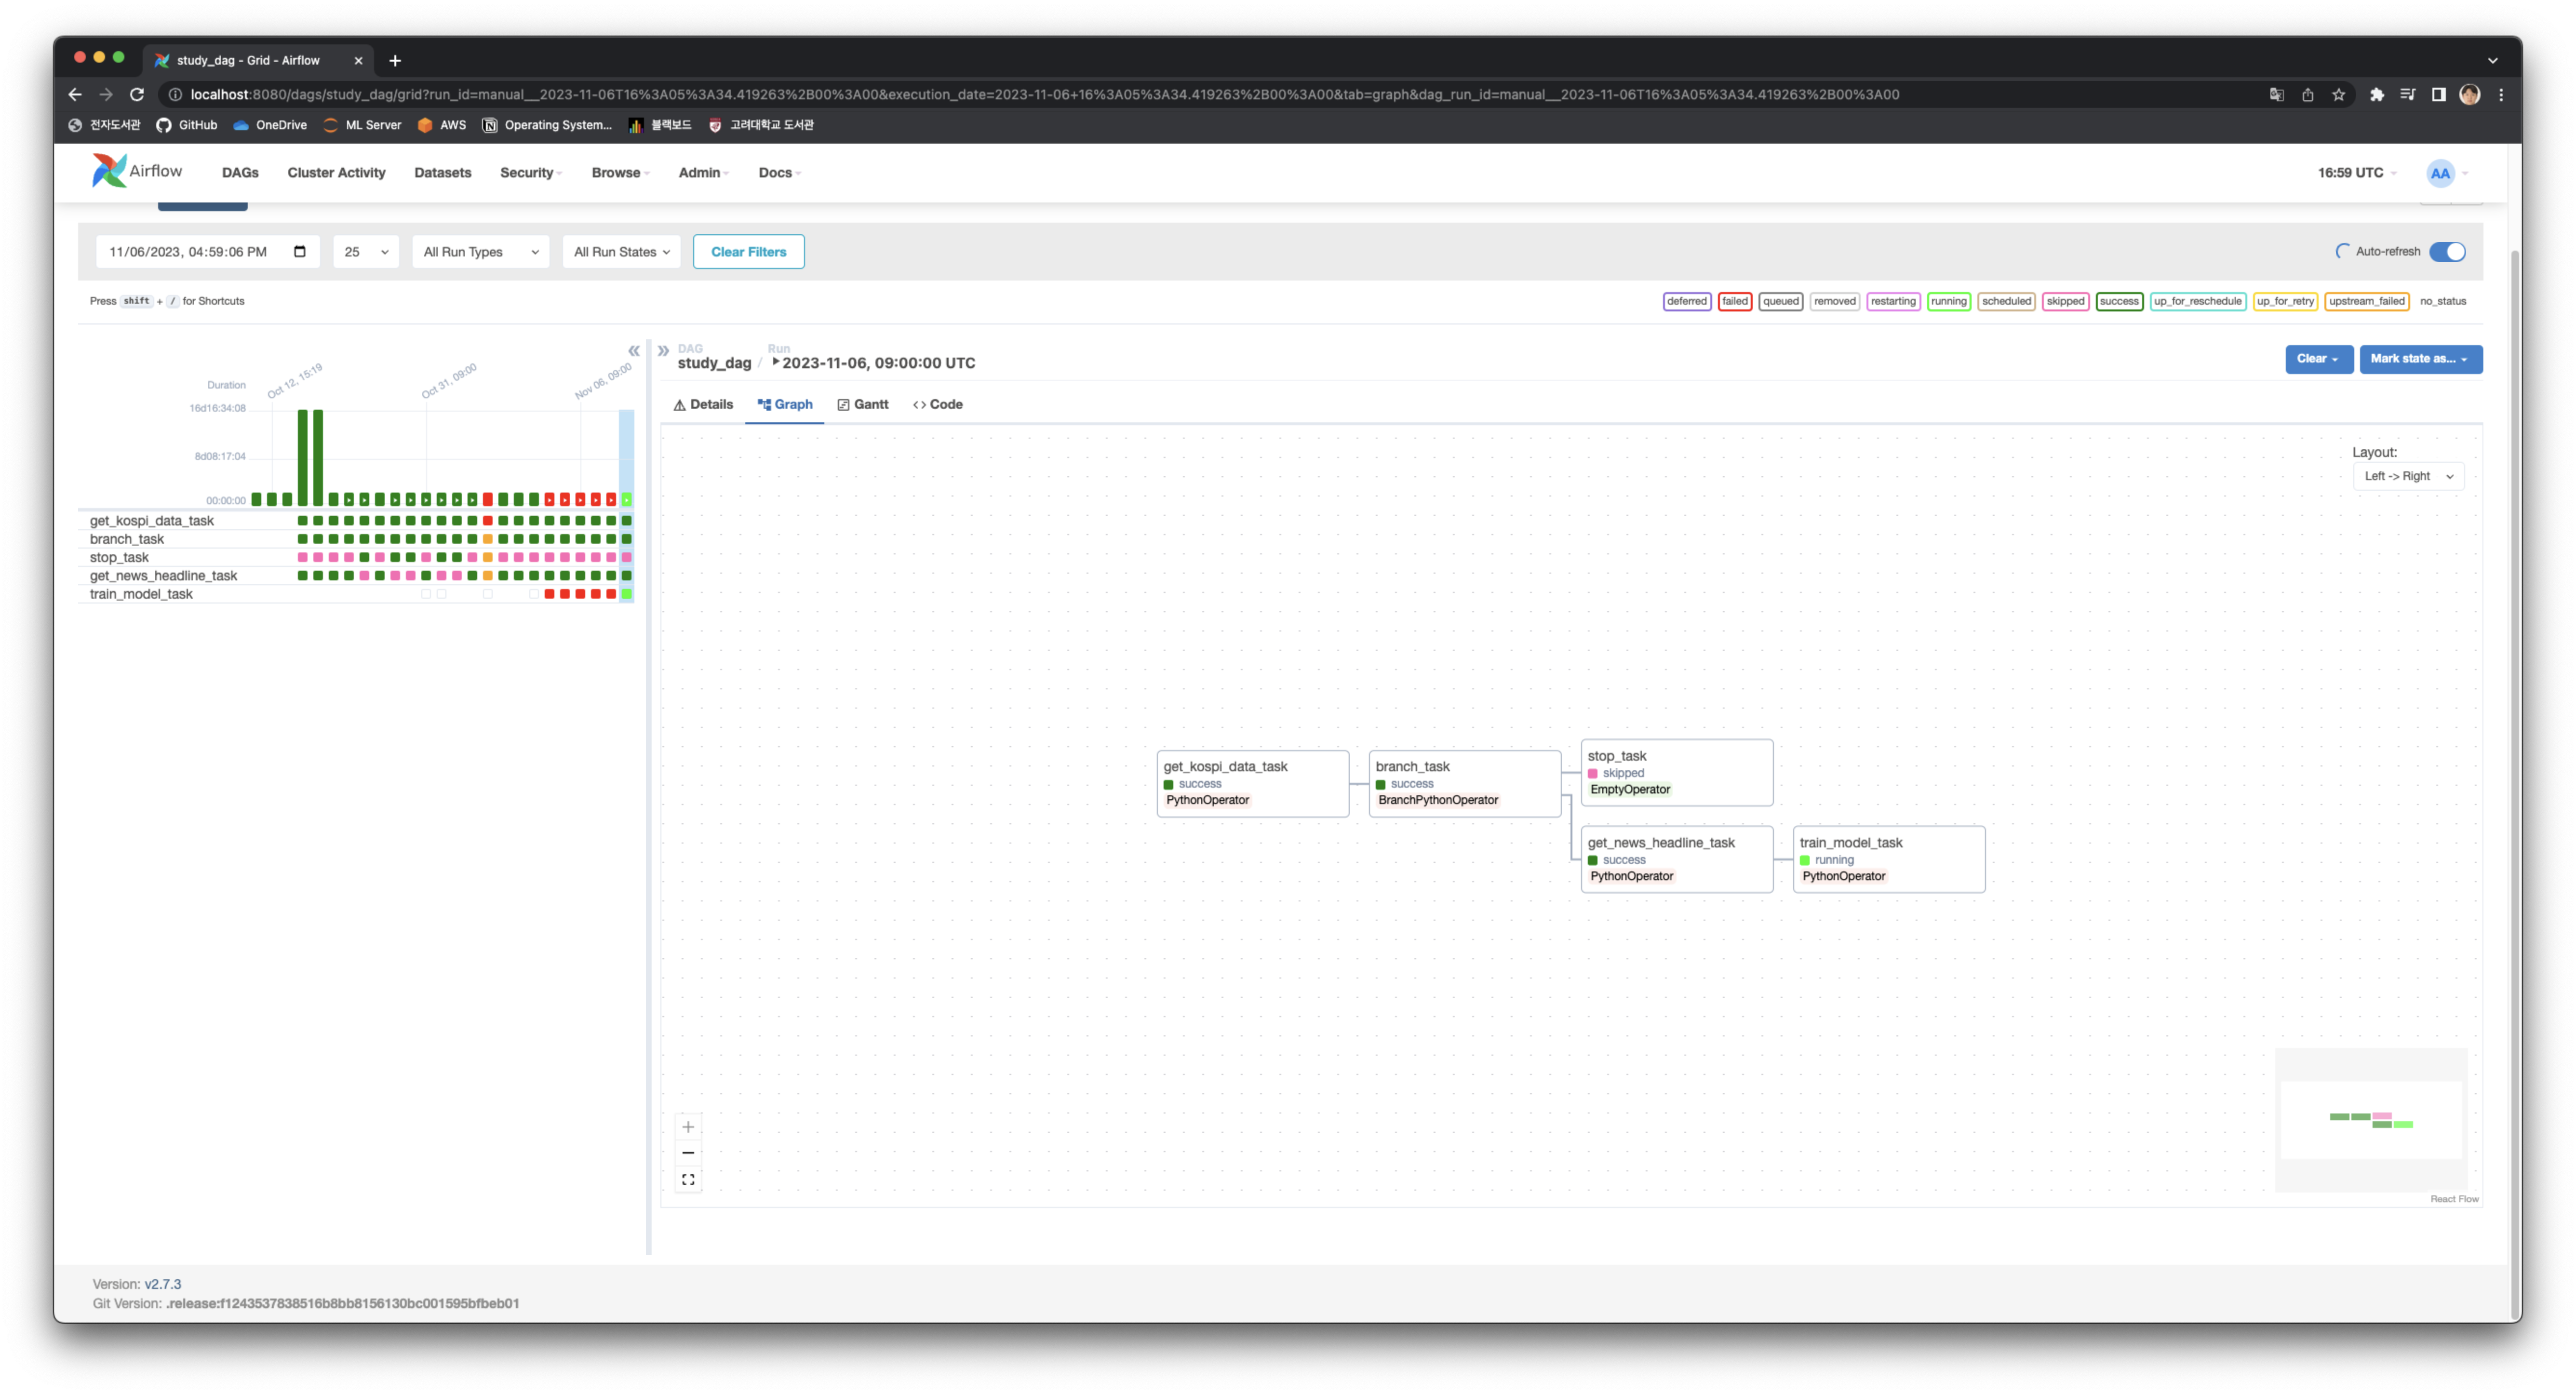 study_dag - Grid - Airflow
localhost:8080/dags/study_dag/grid?run_id=manual__2023-11-06T16%3A05%3A34.419263%2B00%3A00&execution_date=2023-11-06+16%3A05%3A34.419263%2B00%3A00&tab=graph&dag_run_id=manual__2023-11-06T16%3A05%3A34.419263%2B00%3A00
전자도서관 GitHub OneDrive ML Server AWS Operating System... 블랙보드 고려대학교 도서관
Airflow DAGs Cluster Activity Datasets Security Browse Admin Docs 16:59 UTC AA
11/06/2023, 04:59:06 PM 25 All Run Types All Run States Clear Filters Auto-refresh
Press shift + / for Shortcuts
deferred failed queued removed restarting running scheduled skipped success up_for_reschedule up_for_retry upstream_failed no_status
DAG
study_dag
/
Run
2023-11-06, 09:00:00 UTC
Clear Mark state as...
Details Graph Gantt Code
Duration
Oct 12, 15:19
Oct 31, 09:00
Nov 06, 09:00
16d16:34:08
8d08:17:04
00:00:00
get_kospi_data_task
branch_task
stop_task
get_news_headline_task
train_model_task
Layout:
Left -> Right
get_kospi_data_task
success
PythonOperator
branch_task
success
BranchPythonOperator
stop_task
skipped
EmptyOperator
get_news_headline_task
success
PythonOperator
train_model_task
running
PythonOperator
React Flow
Version: v2.7.3
Git Version: .release:f1243537838516b8bb8156130bc001595bfbeb01